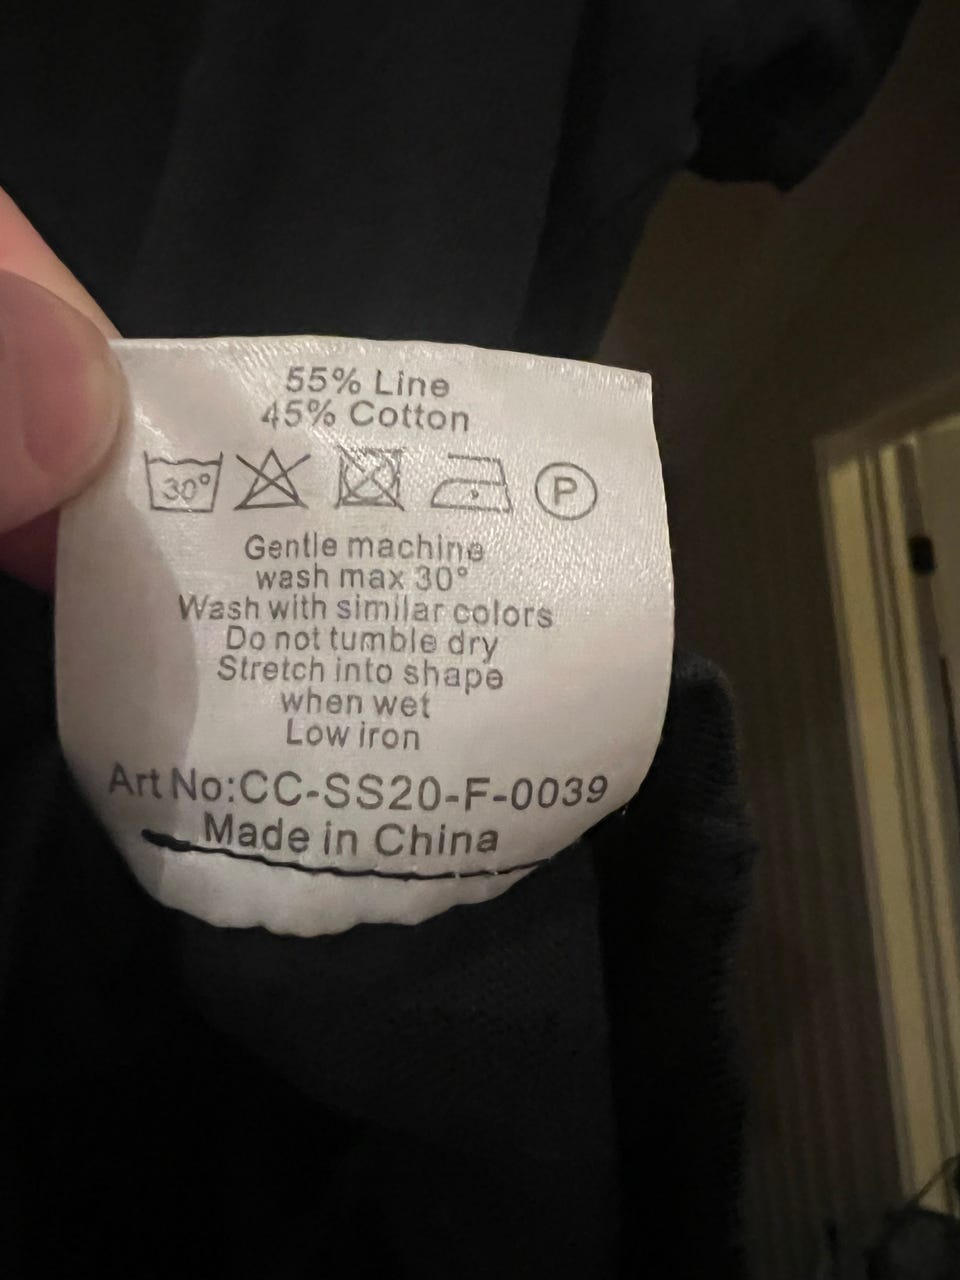 55% Line
45% Cotton
30° P
Gentle machine
wash max 30°
Wash with similar colors
Do not tumble dry
Stretch into shape
when wet
Low iron
Art No:CC-SS20-F-0039
Made in China